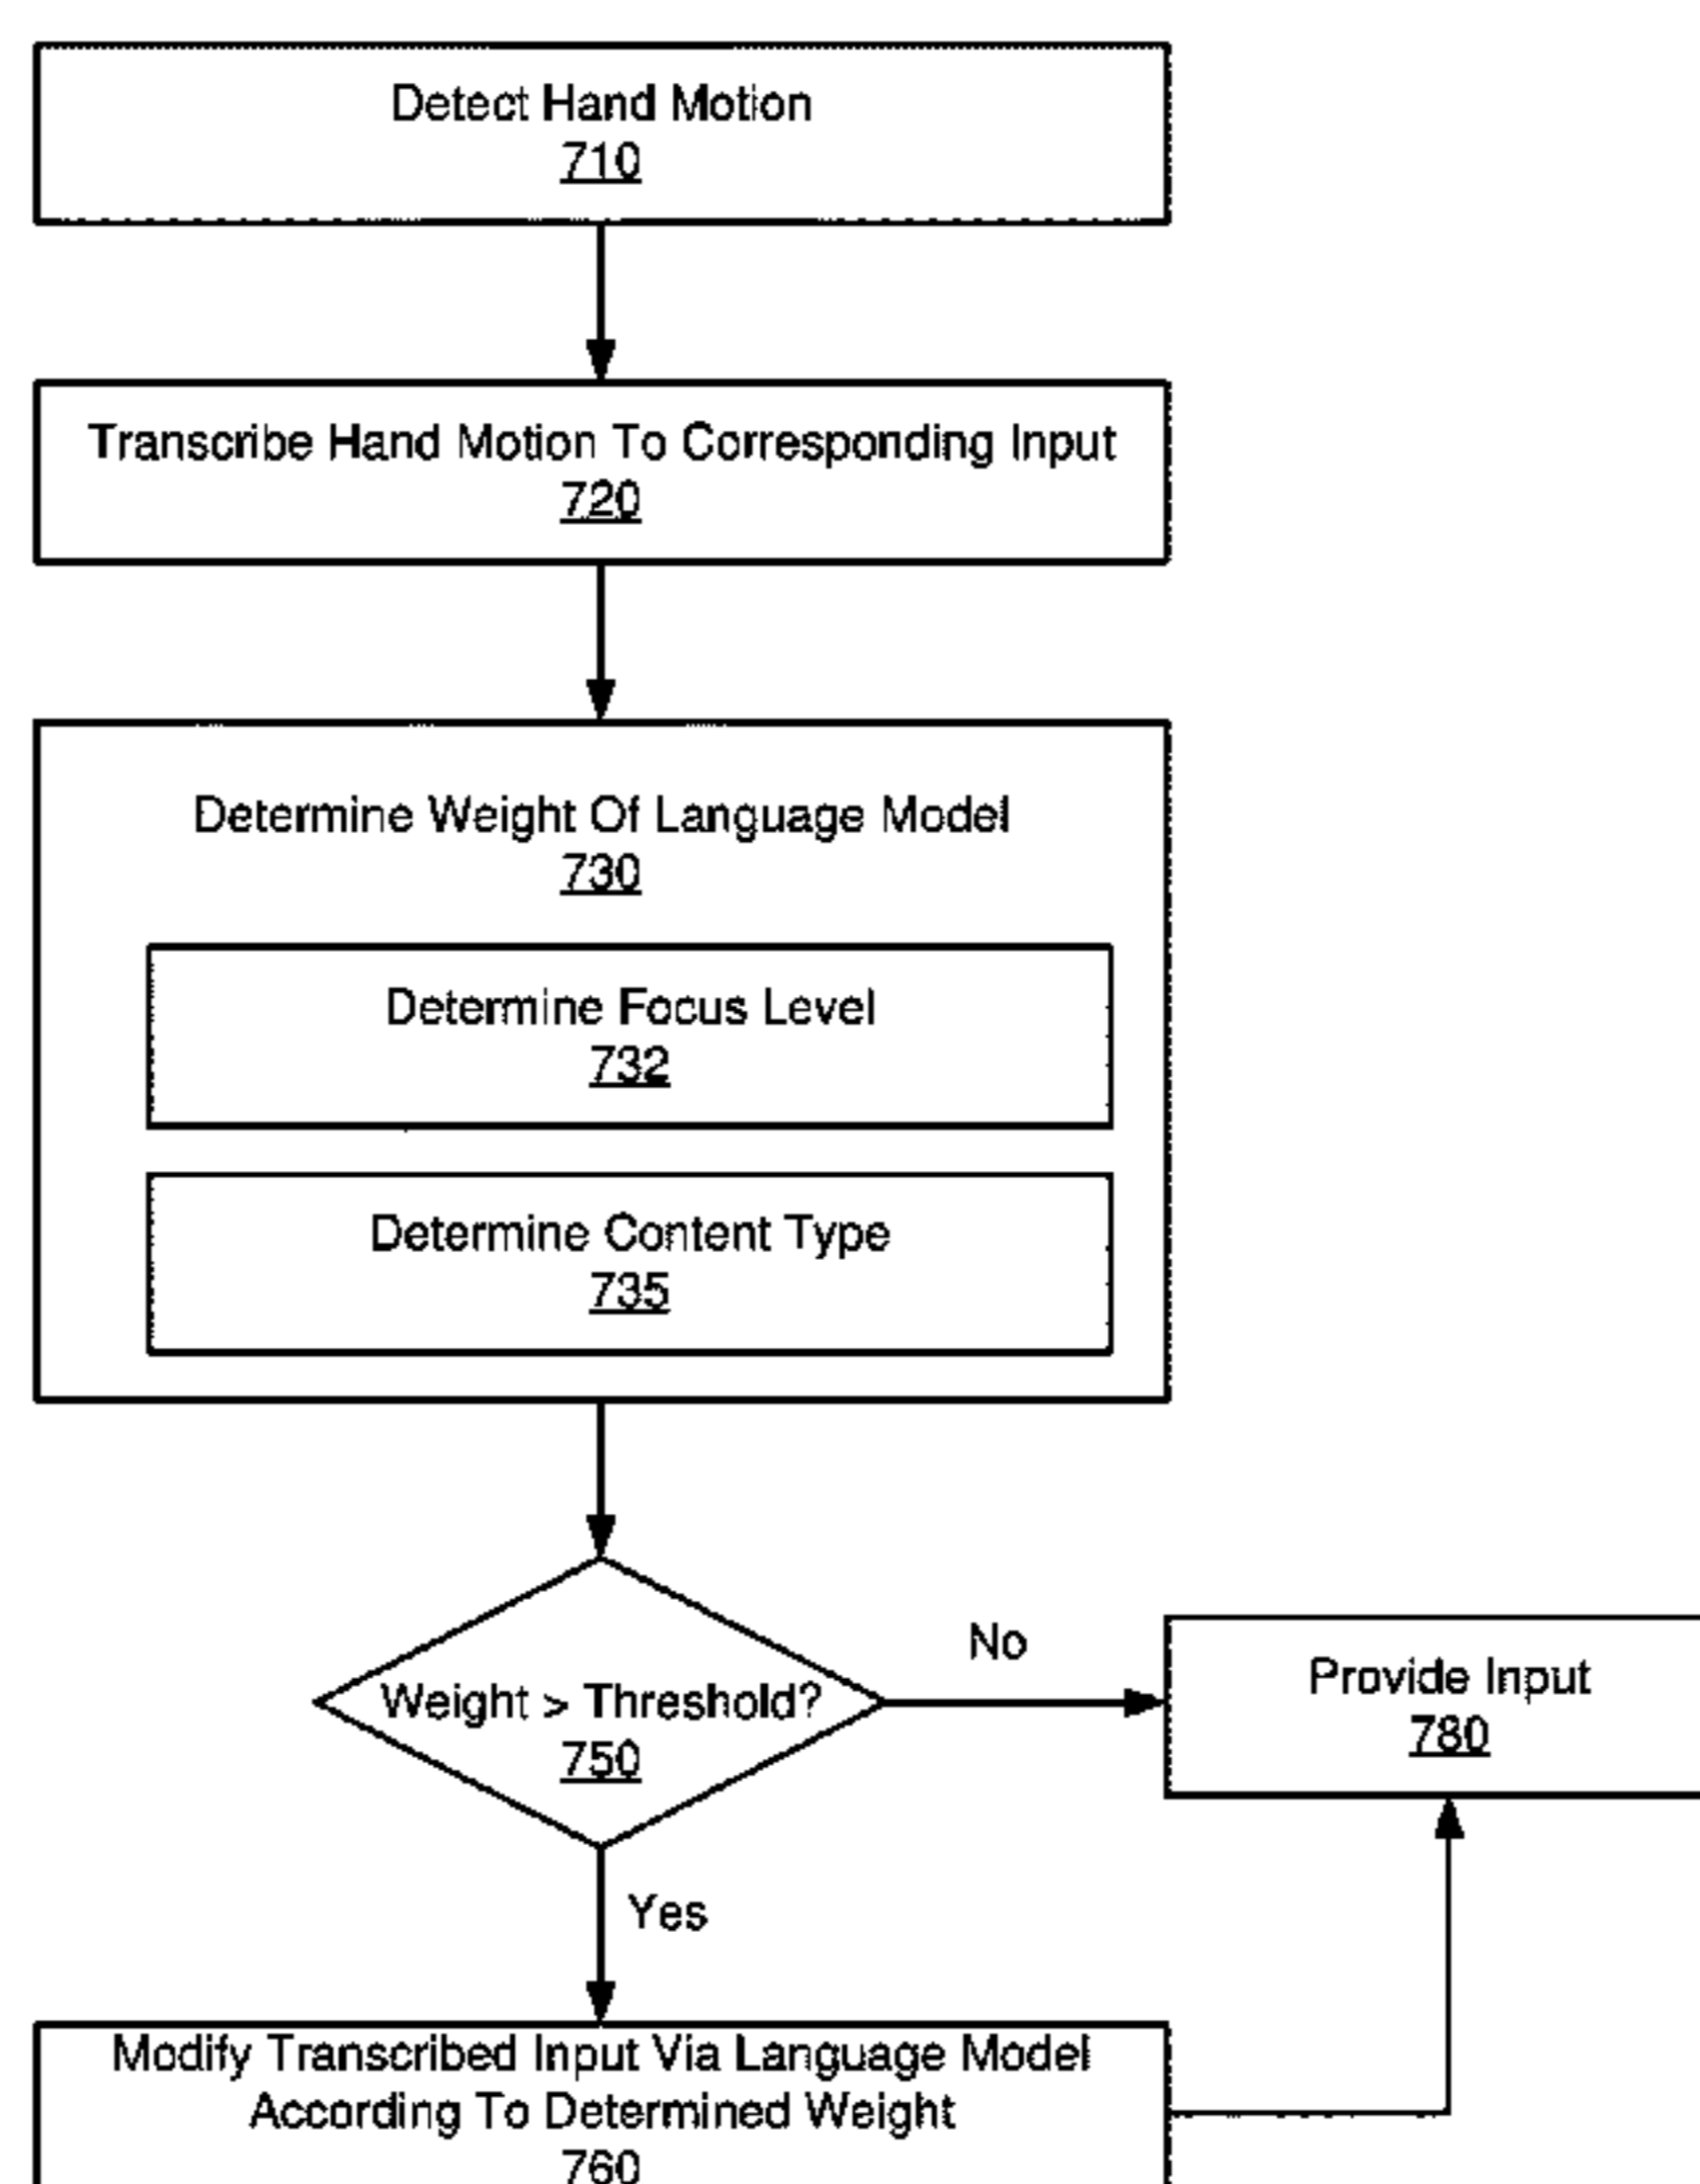 Detect Hand Motion
710
Transcribe Hand Motion To Corresponding Input
720
Determine Weight Of Language Model
730
Determine Focus Level
732
Determine Content Type
735
Weight > Threshold?
750
No
Provide Input
780
Yes
Modify Transcribed Input Via Language Model
According To Determined Weight
760